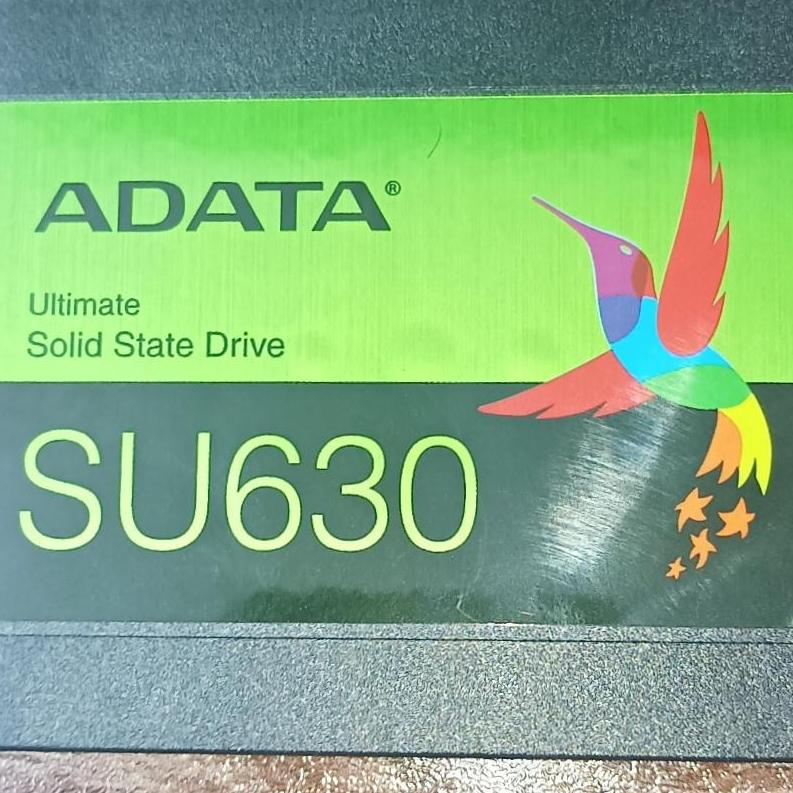 ADATA®
Ultimate
Solid State Drive
SU630